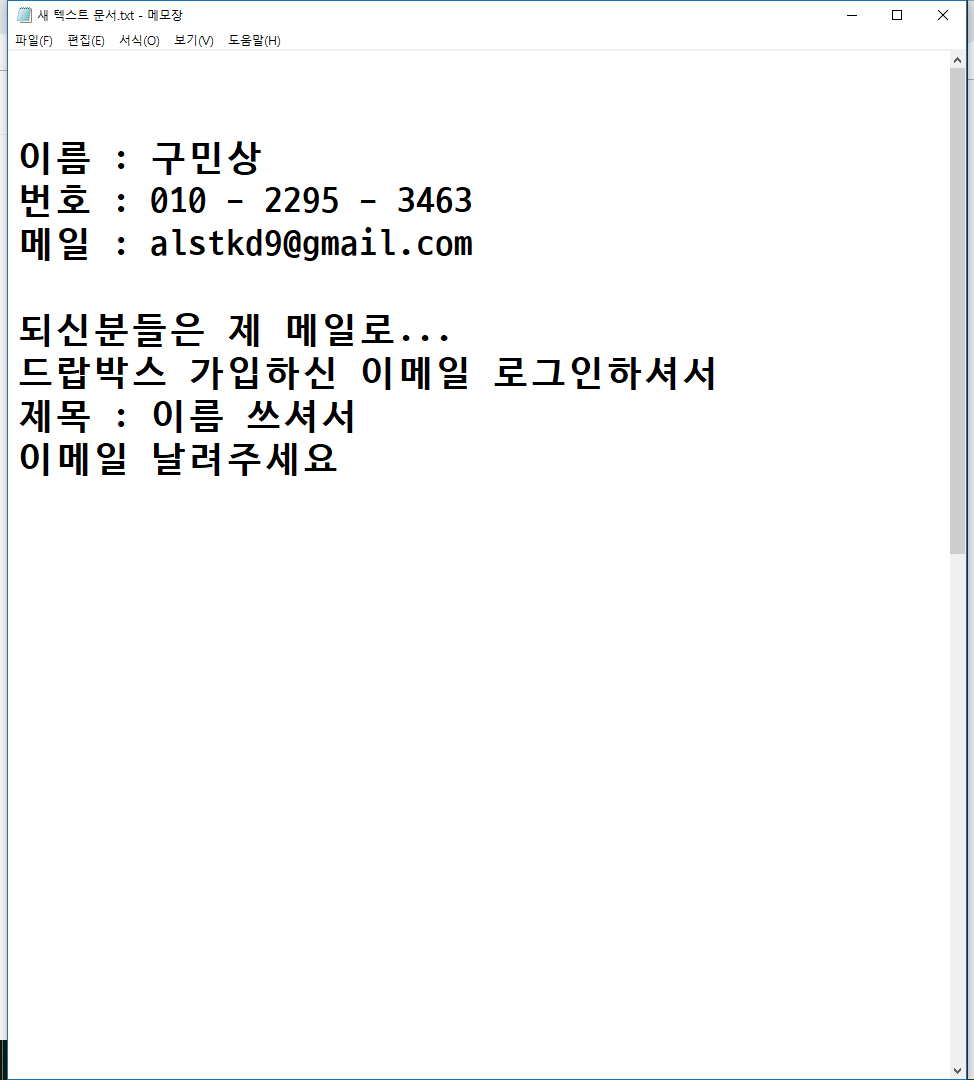 새 텍스트 문서.txt - 메모장
파일(F) 편집(E) 서식(O) 보기(V) 도움말(H)
이름 : 구민상
번호 : 010 - 2295 - 3463
메일 : alstkd9@gmail.com
되신분들은 제 메일로...
드랍박스 가입하신 이메일 로그인하셔서
제목 : 이름 쓰셔서
이메일 날려주세요